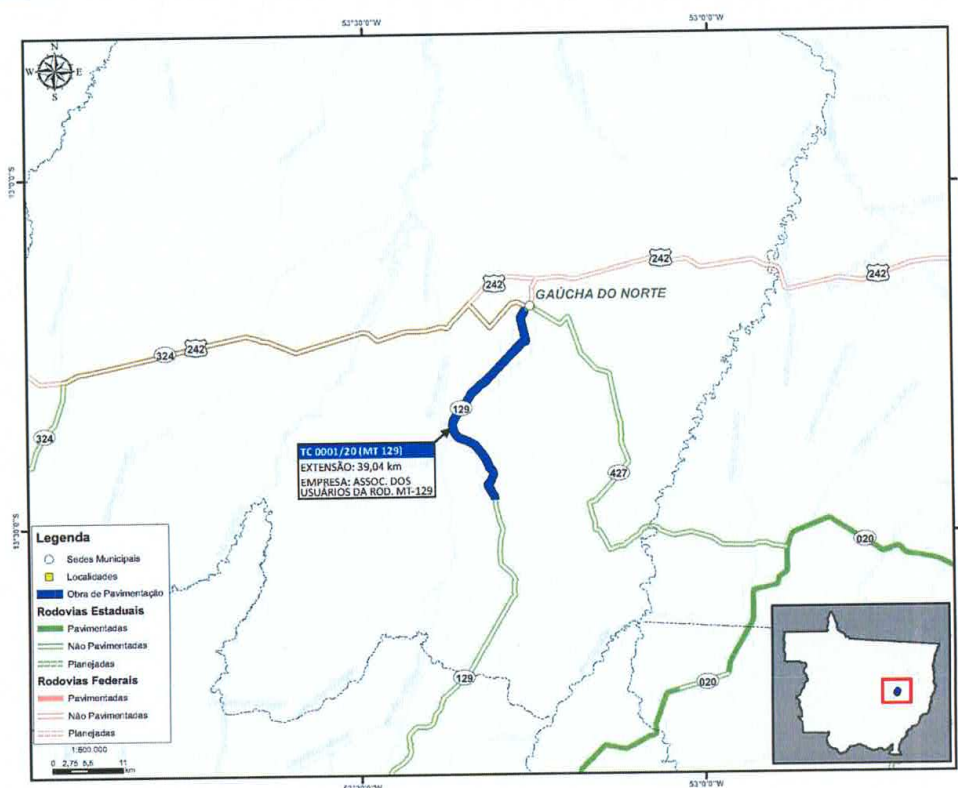 53°30'0"W
53°0'0"W
N
W
E
S
13°0'0"S
242
242
242
GAÚCHA DO NORTE
324
242
129
324
TC 0001/20 (MT 129)
EXTENSÃO: 39,04 km
EMPRESA: ASSOC. DOS
USUÁRIOS DA ROD. MT-129
427
13°30'0"S
020
Legenda
Sedes Municipais
Localidades
Obra de Pavimentação
Rodovias Estaduais
Pavimentadas
Não Pavimentadas
Planejadas
Rodovias Federais
Pavimentadas
Não Pavimentadas
Planejadas
129
020
1:600.000
0 2,75 5,5 11
km
53°0'0"W